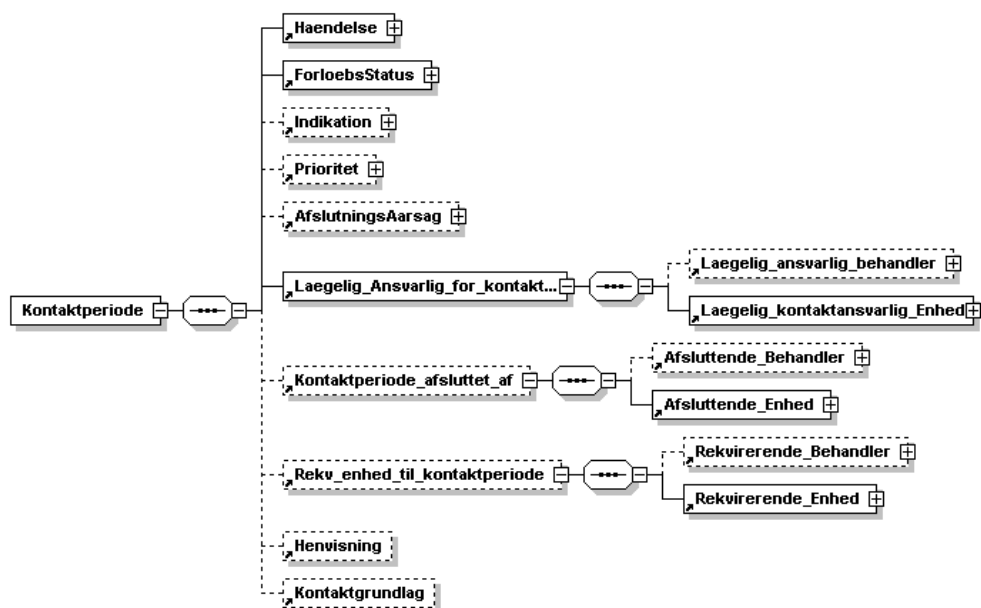 Haendelse
ForloebsStatus
Indikation
Prioritet
AfslutningsAarsag
Laegelig_Ansvarlig_for_kontakt...
Laegelig_ansvarlig_behandler
Laegelig_kontaktansvarlig_Enhed
Kontaktperiode
Kontaktperiode_afsluttet_af
Afsluttende_Behandler
Afsluttende_Enhed
Rekv_enhed_til_kontaktperiode
Rekvirerende_Behandler
Rekvirerende_Enhed
Henvisning
Kontaktgrundlag